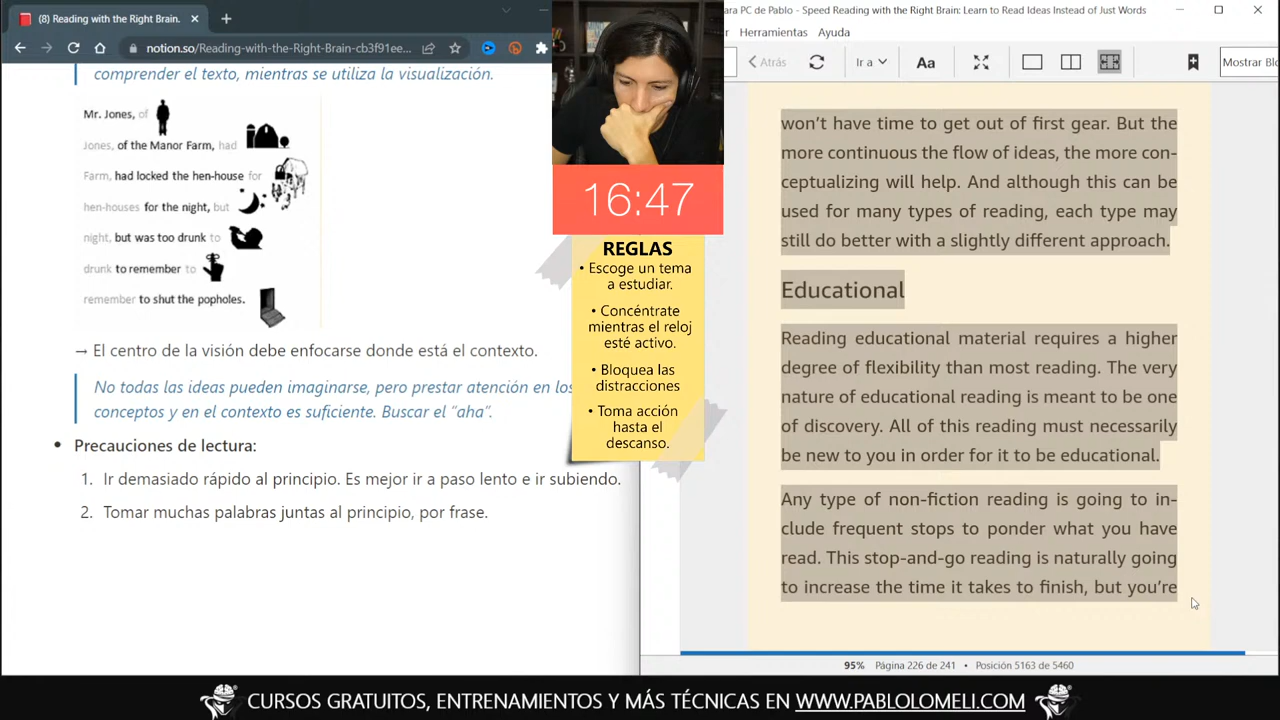 (8) Reading with the Right Brain.
notion.so/Reading-with-the-Right-Brain-cb3f91ee...
comprender el texto, mientras se utiliza la visualización.
Mr. Jones, of
Jones, of the Manor Farm, had
Farm, had locked the hen-house for
hen-houses for the night, but
night, but was too drunk to
drunk to remember to
remember to shut the popholes.
→ El centro de la visión debe enfocarse donde está el contexto.
No todas las ideas pueden imaginarse, pero prestar atención en los
conceptos y en el contexto es suficiente. Buscar el "aha".
• Precauciones de lectura:
1. Ir demasiado rápido al principio. Es mejor ir a paso lento e ir subiendo.
2. Tomar muchas palabras juntas al principio, por frase.
16:47
REGLAS
• Escoge un tema
a estudiar.
• Concéntrate
mientras el reloj
esté activo.
• Bloquea las
distracciones
• Toma acción
hasta el
descanso.
ara PC de Pablo - Speed Reading with the Right Brain: Learn to Read Ideas Instead of Just Words
Herramientas Ayuda
Atrás Ir a Aa Mostrar Blo
won't have time to get out of first gear. But the
more continuous the flow of ideas, the more con-
ceptualizing will help. And although this can be
used for many types of reading, each type may
still do better with a slightly different approach.
Educational
Reading educational material requires a higher
degree of flexibility than most reading. The very
nature of educational reading is meant to be one
of discovery. All of this reading must necessarily
be new to you in order for it to be educational.
Any type of non-fiction reading is going to in-
clude frequent stops to ponder what you have
read. This stop-and-go reading is naturally going
to increase the time it takes to finish, but you're
95% Página 226 de 241 • Posición 5163 de 5460
CURSOS GRATUITOS, ENTRENAMIENTOS Y MÁS TÉCNICAS EN WWW.PABLOLOMELI.COM